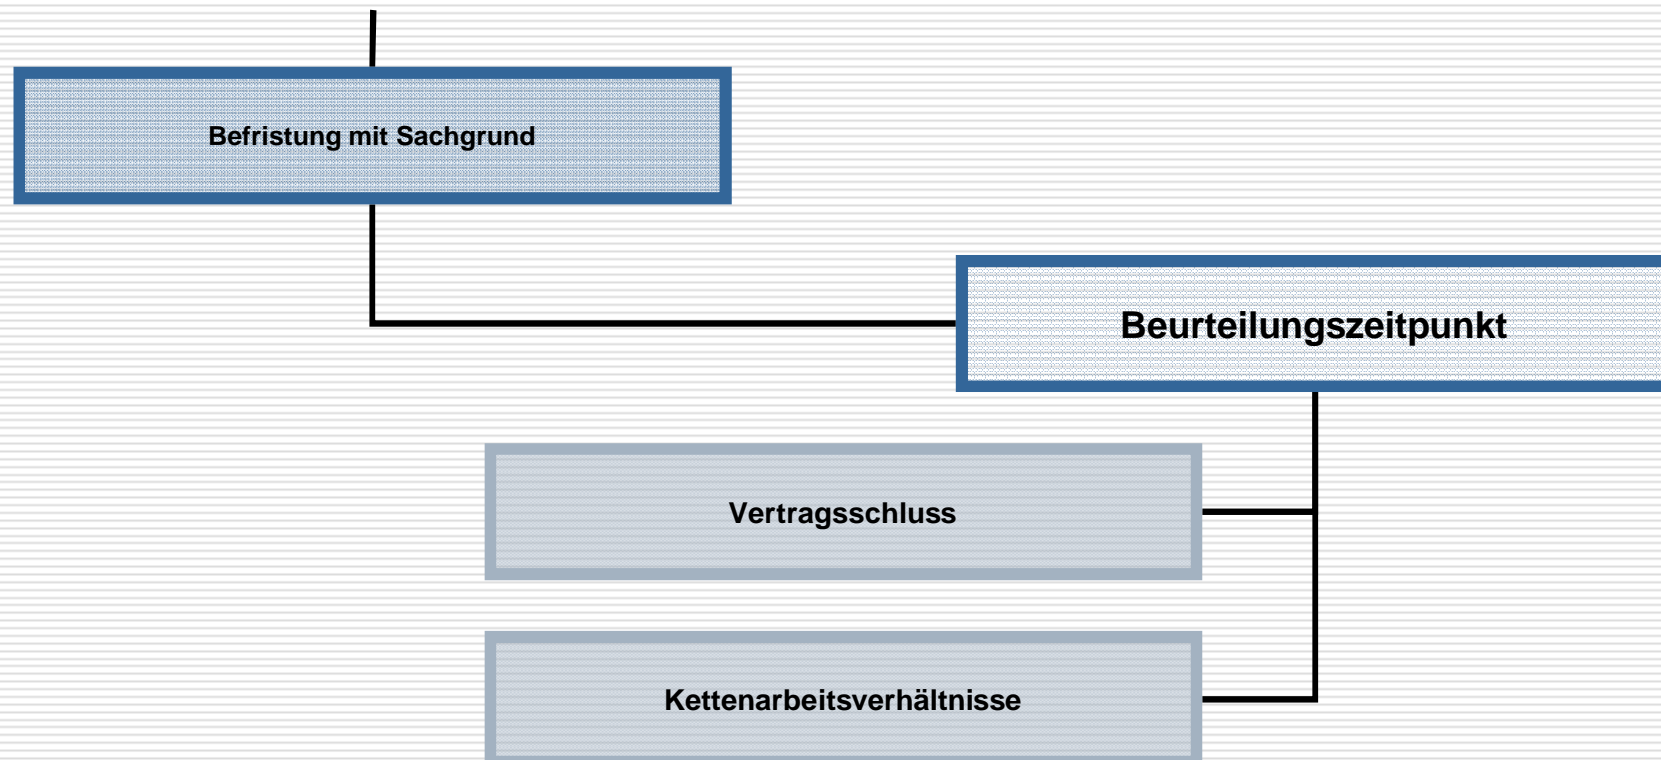 Befristung mit Sachgrund
Beurteilungszeitpunkt
Vertragsschluss
Kettenarbeitsverhältnisse